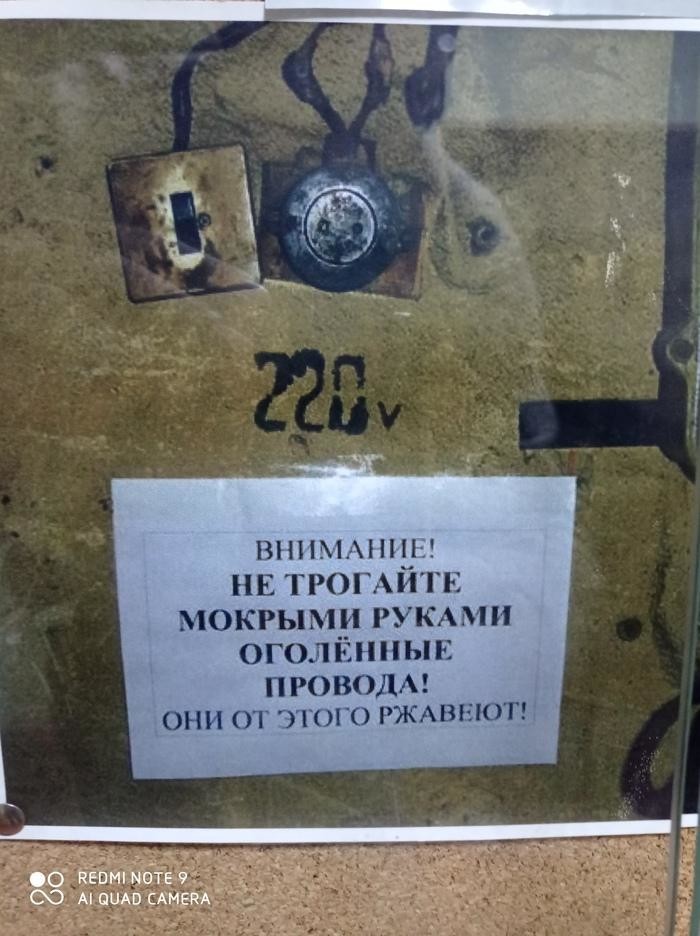 220v
ВНИМАНИЕ!
НЕ ТРОГАЙТЕ
МОКРЫМИ РУКАМИ
ОГОЛЁННЫЕ
ПРОВОДА!
ОНИ ОТ ЭТОГО РЖАВЕЮТ!
REDMI NOTE 9
AI QUAD CAMERA